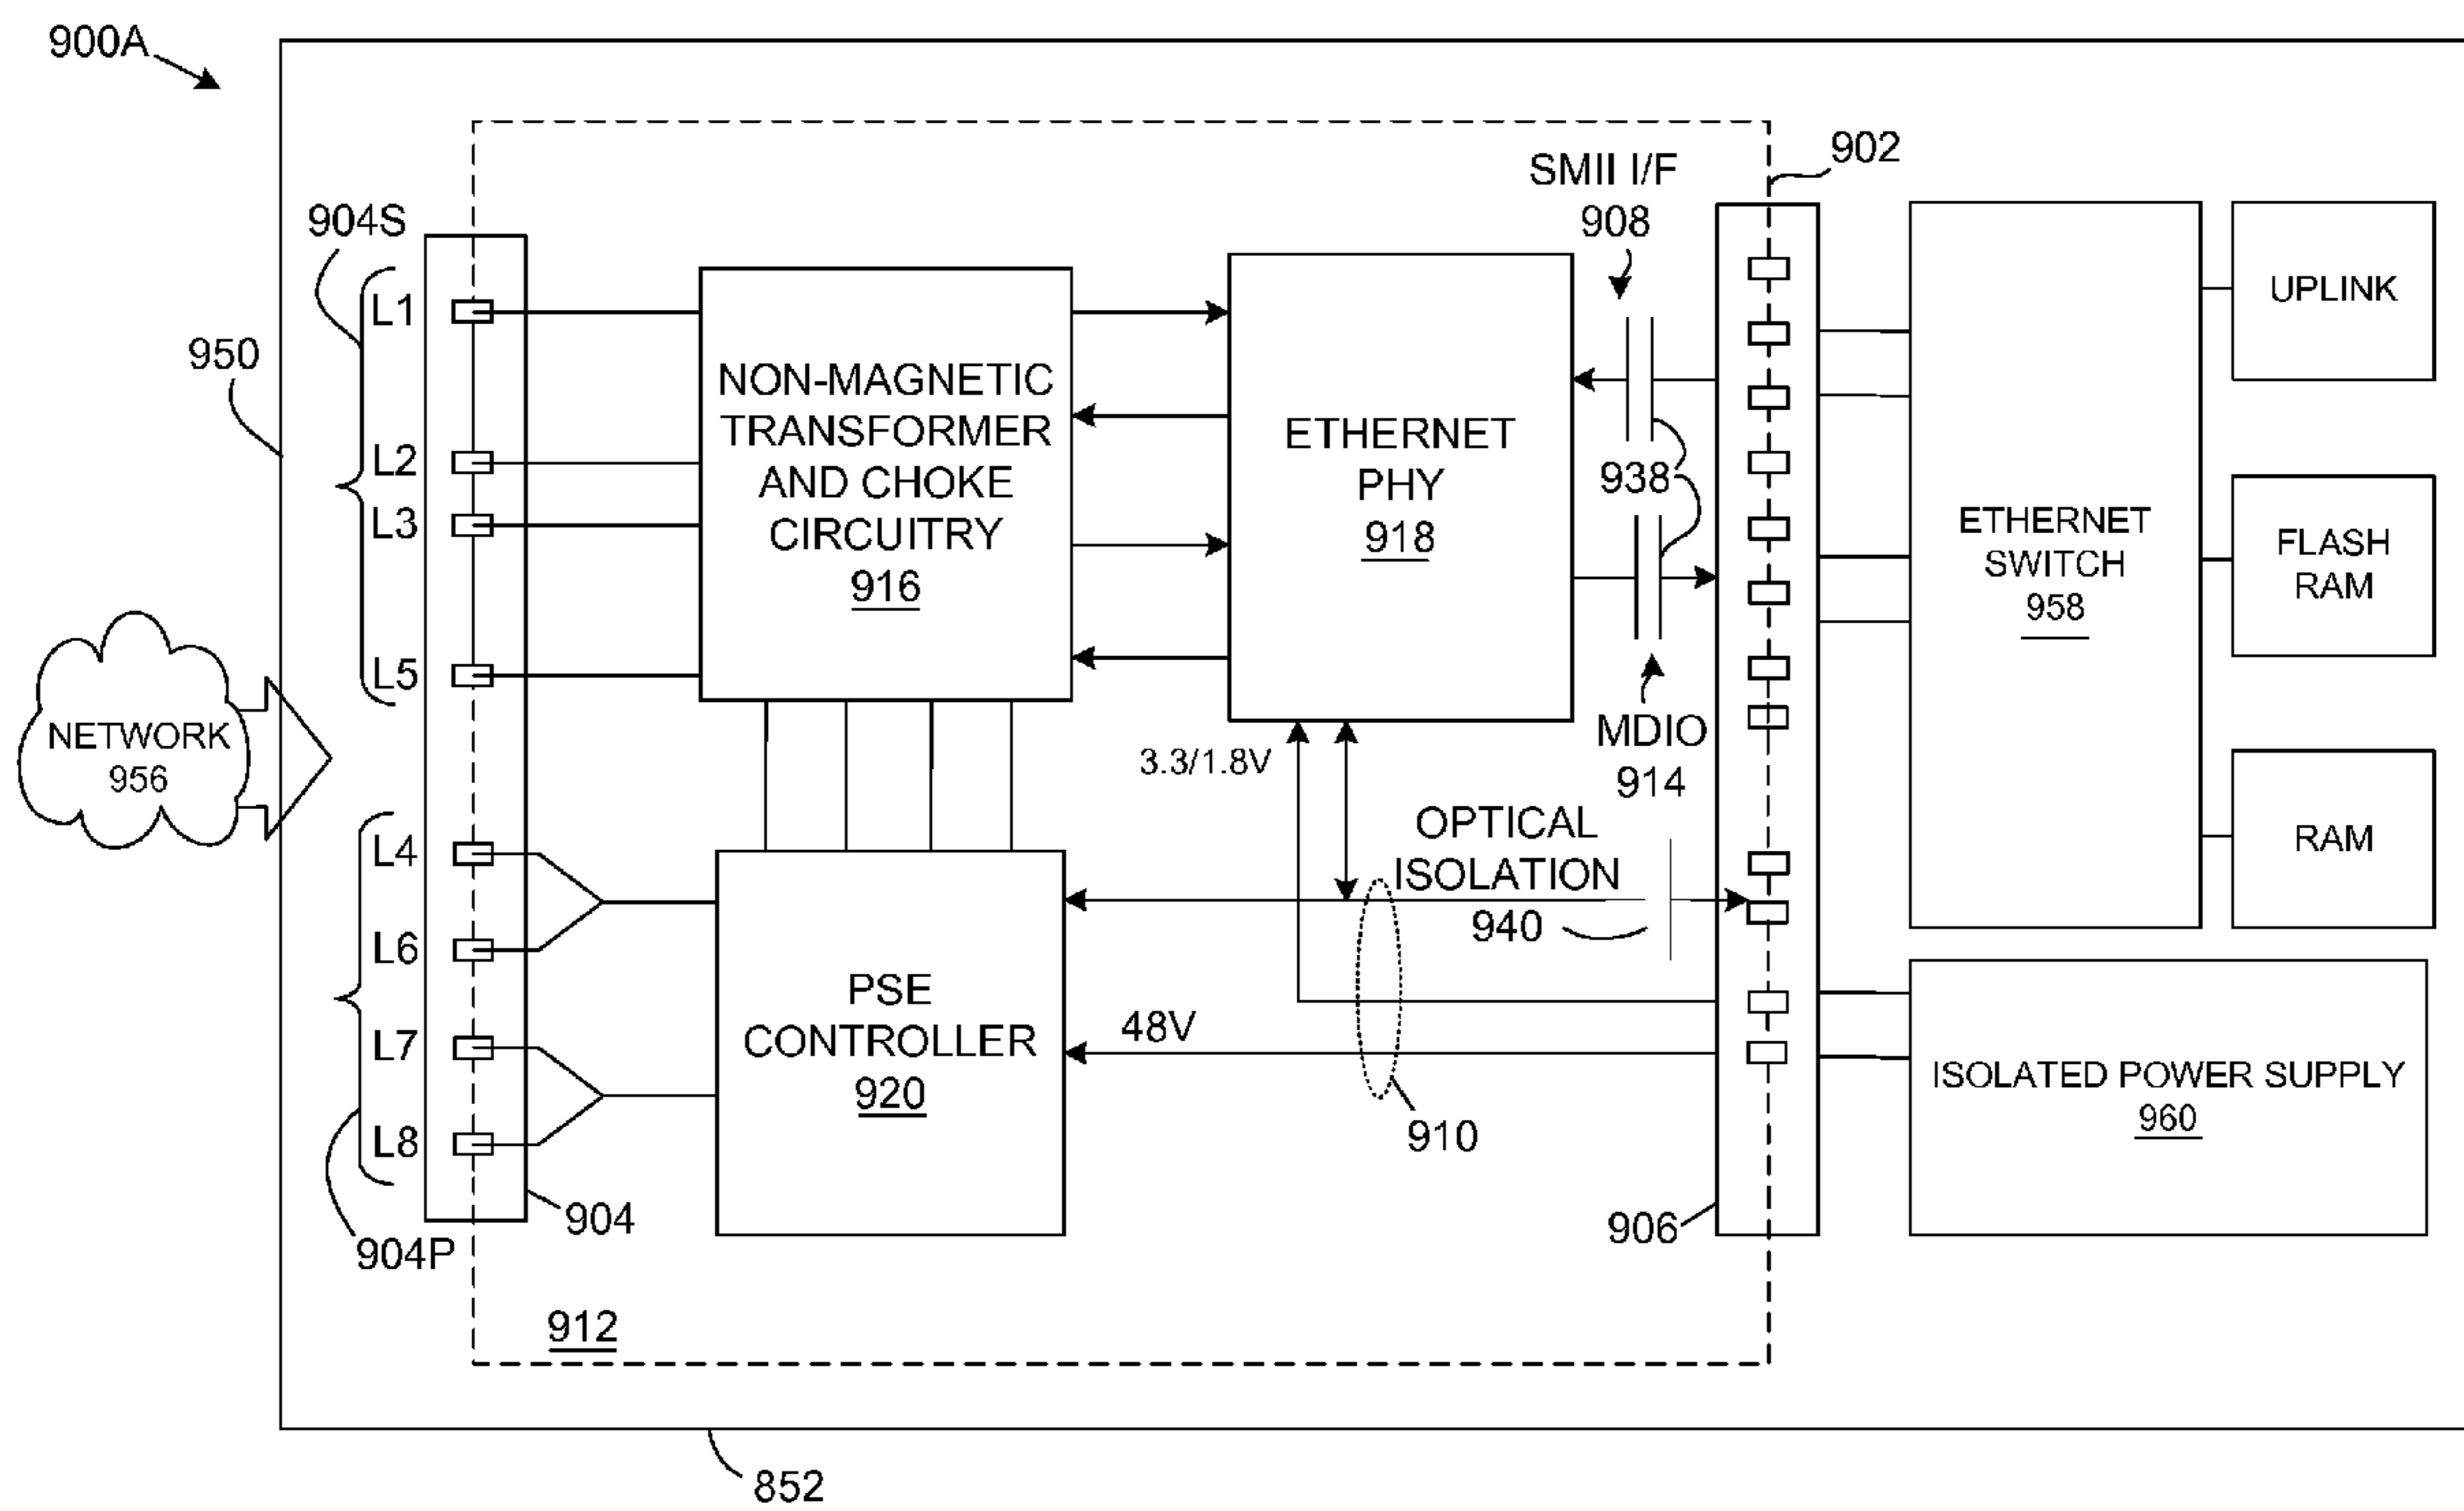 900A
902
SMII I/F
908
904S
950
L1
L2
L3
L5
NON-MAGNETIC
TRANSFORMER
AND CHOKE
CIRCUITRY
916
ETHERNET
PHY
918
938
MDIO
914
ETHERNET
SWITCH
958
UPLINK
FLASH
RAM
RAM
NETWORK
956
3.3/1.8V
OPTICAL
ISOLATION
940
L4
L6
L7
L8
PSE
CONTROLLER
920
48V
910
ISOLATED POWER SUPPLY
960
904
904P
906
912
852